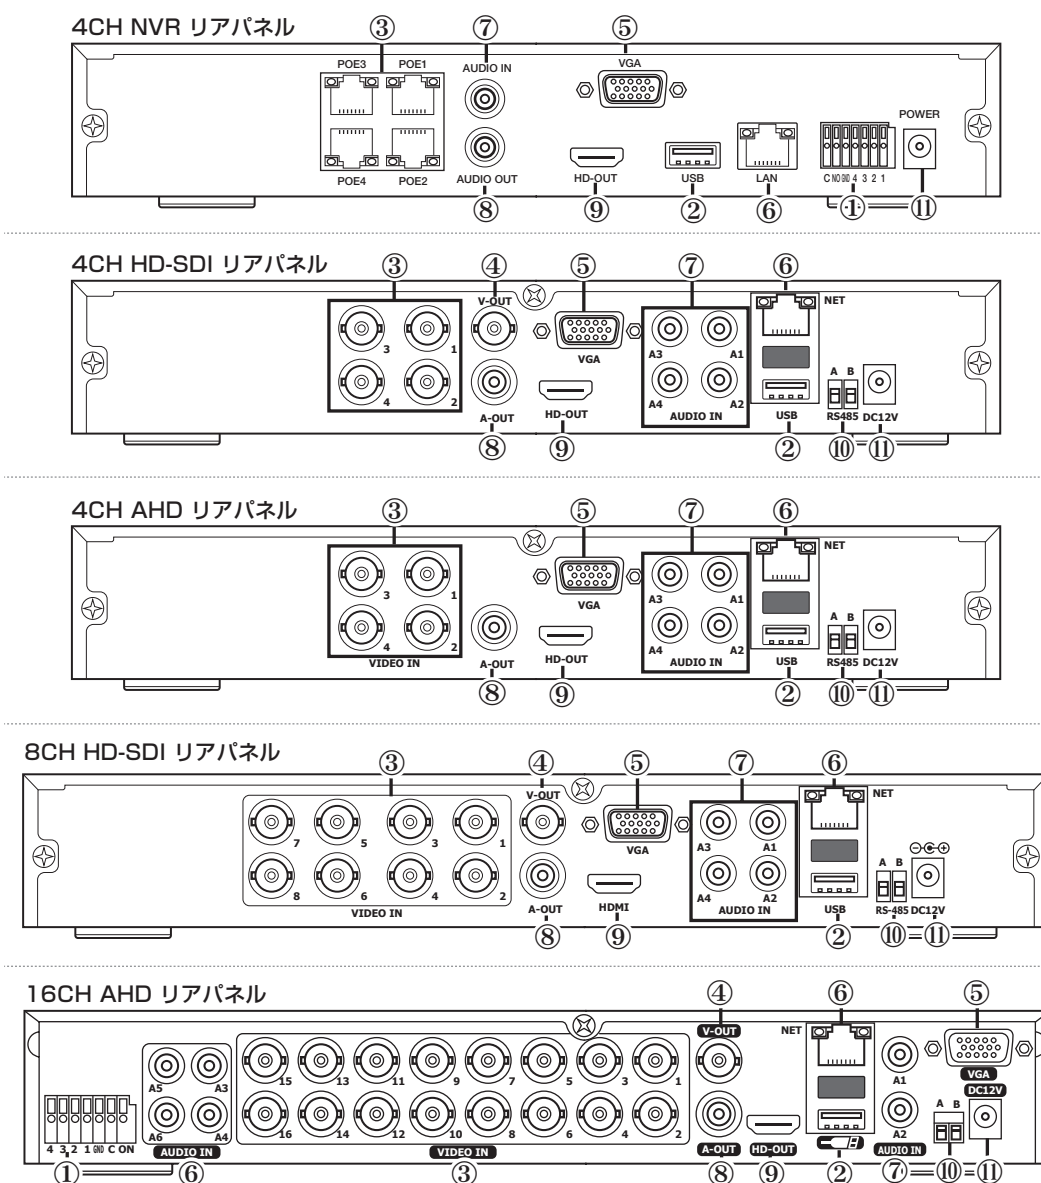 4CH NVR リアパネル
③ ⑦ ⑤
POE3 POE1 AUDIO IN VGA
POWER
POE4 POE2 AUDIO OUT HD-OUT USB LAN C NO GND 4 3 2 1
⑧ ⑨ ② ⑥ ① ⑪
4CH HD-SDI リアパネル
③ ④ ⑤ ⑦ ⑥
V-OUT NET
3 1 VGA A3 A1
A B
4 2 A-OUT HD-OUT A4 A2 AUDIO IN USB RS485 DC12V
⑧ ⑨ ② ⑩ ⑪
4CH AHD リアパネル
③ ⑤ ⑦ ⑥
NET
3 1 VGA A3 A1
A B
4 2 A4 A2
VIDEO IN A-OUT HD-OUT AUDIO IN USB RS485 DC12V
⑧ ⑨ ② ⑩ ⑪
8CH HD-SDI リアパネル
③ ④ ⑤ ⑦ ⑥
V-OUT NET
7 5 3 1 VGA A3 A1
A B
8 6 4 2 A4 A2
VIDEO IN A-OUT HDMI AUDIO IN USB RS-485 DC12V
⑧ ⑨ ② ⑩ ⑪
16CH AHD リアパネル
④ ⑥ ⑤
V-OUT NET
A5 A3 15 13 11 9 7 5 3 1 A1 VGA
DC12V
A B
A6 A4 16 14 12 10 8 6 4 2 A2
4 3 2 1 GND C ON AUDIO IN VIDEO IN A-OUT HD-OUT AUDIO IN
① ⑥ ③ ⑧ ⑨ ② ⑦ ⑩ ⑪